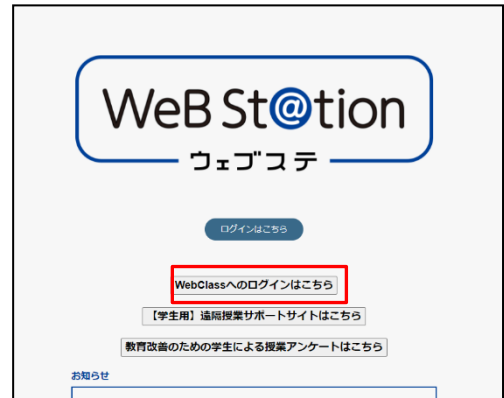 WeB St@tion
ウェブステ
ログインはこちら
WebClassへのログインはこちら
【学生用】遠隔授業サポートサイトはこちら
教育改善のための学生による授業アンケートはこちら
お知らせ